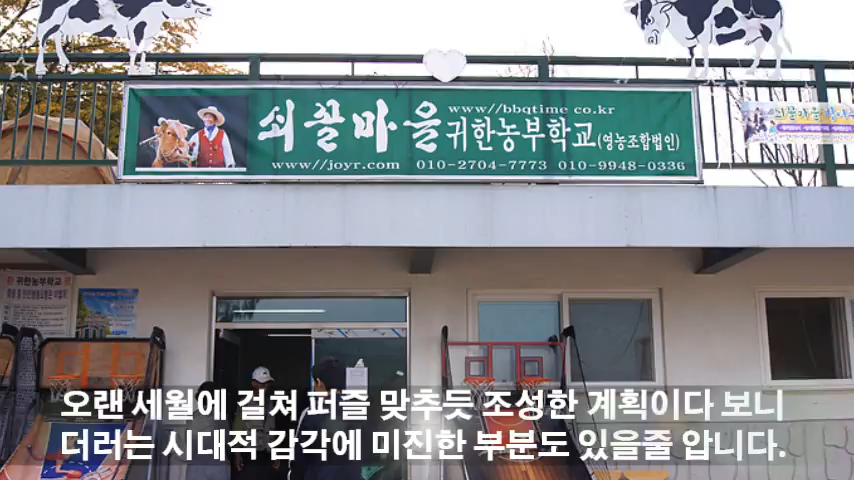 www//bbqtime co.kr
쇠꼴마을 귀한농부학교(영농조합법인)
www//joyr.com 010-2704-7773 010-9948-0336
쇠꼴마을
귀한농부학교
오랜 세월에 걸쳐 퍼즐 맞추듯 조성한 계획이다 보니
더러는 시대적 감각에 미진한 부분도 있을줄 압니다.